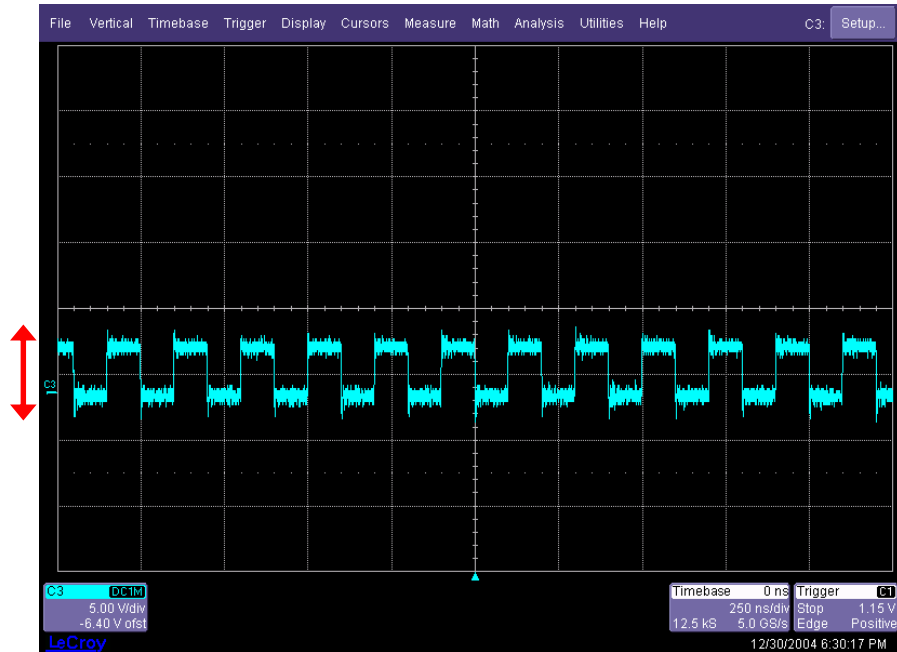 File Vertical Timebase Trigger Display Cursors Measure Math Analysis Utilities Help C3: Setup...
C3
C3 DC1M
5.00 V/div
-6.40 V ofst
Timebase 0 ns
250 ns/div
12.5 kS 5.0 GS/s
Trigger C1
Stop 1.15 V
Edge Positive
LeCroy
12/30/2004 6:30:17 PM